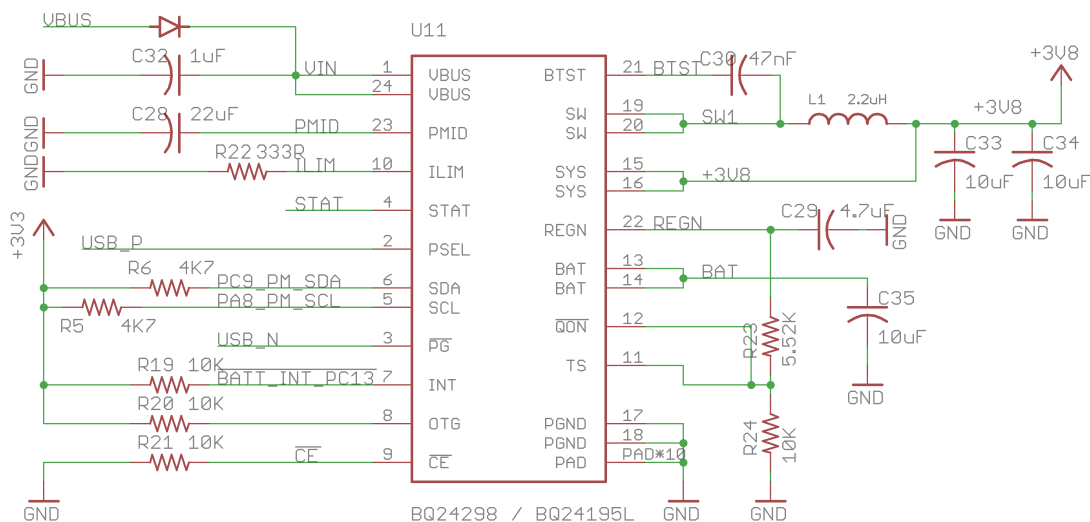 VBUS
U11
C32 1uF
C30 47nF
+3V8
GND
VIN
1
VBUS
24
VBUS
BTST
21
BTST
C28 22uF
L1 2.2uH
+3V8
GND
PMID
23
PMID
SW
19
SW
20
SW1
R22 333R
GND
ILIM
10
ILIM
SYS
15
SYS
16
+3V8
C33
10uF
C34
10uF
GND
GND
STAT
4
STAT
REGN
22
REGN
C29 4.7uF
GND
+3V3
USB_P
2
PSEL
R6 4K7
PC9_PM_SDA
6
SDA
BAT
13
BAT
14
BAT
R5 4K7
PA8_PM_SCL
5
SCL
C35
10uF
GND
USB_N
3
PG
QON
12
R23
5.52K
TS
11
R19 10K
BATT_INT_PC13
7
INT
R20 10K
8
OTG
PGND
17
PGND
18
PAD
PAD*10
R24
10K
R21 10K
CE
9
CE
GND
BQ24298 / BQ24195L
GND
GND